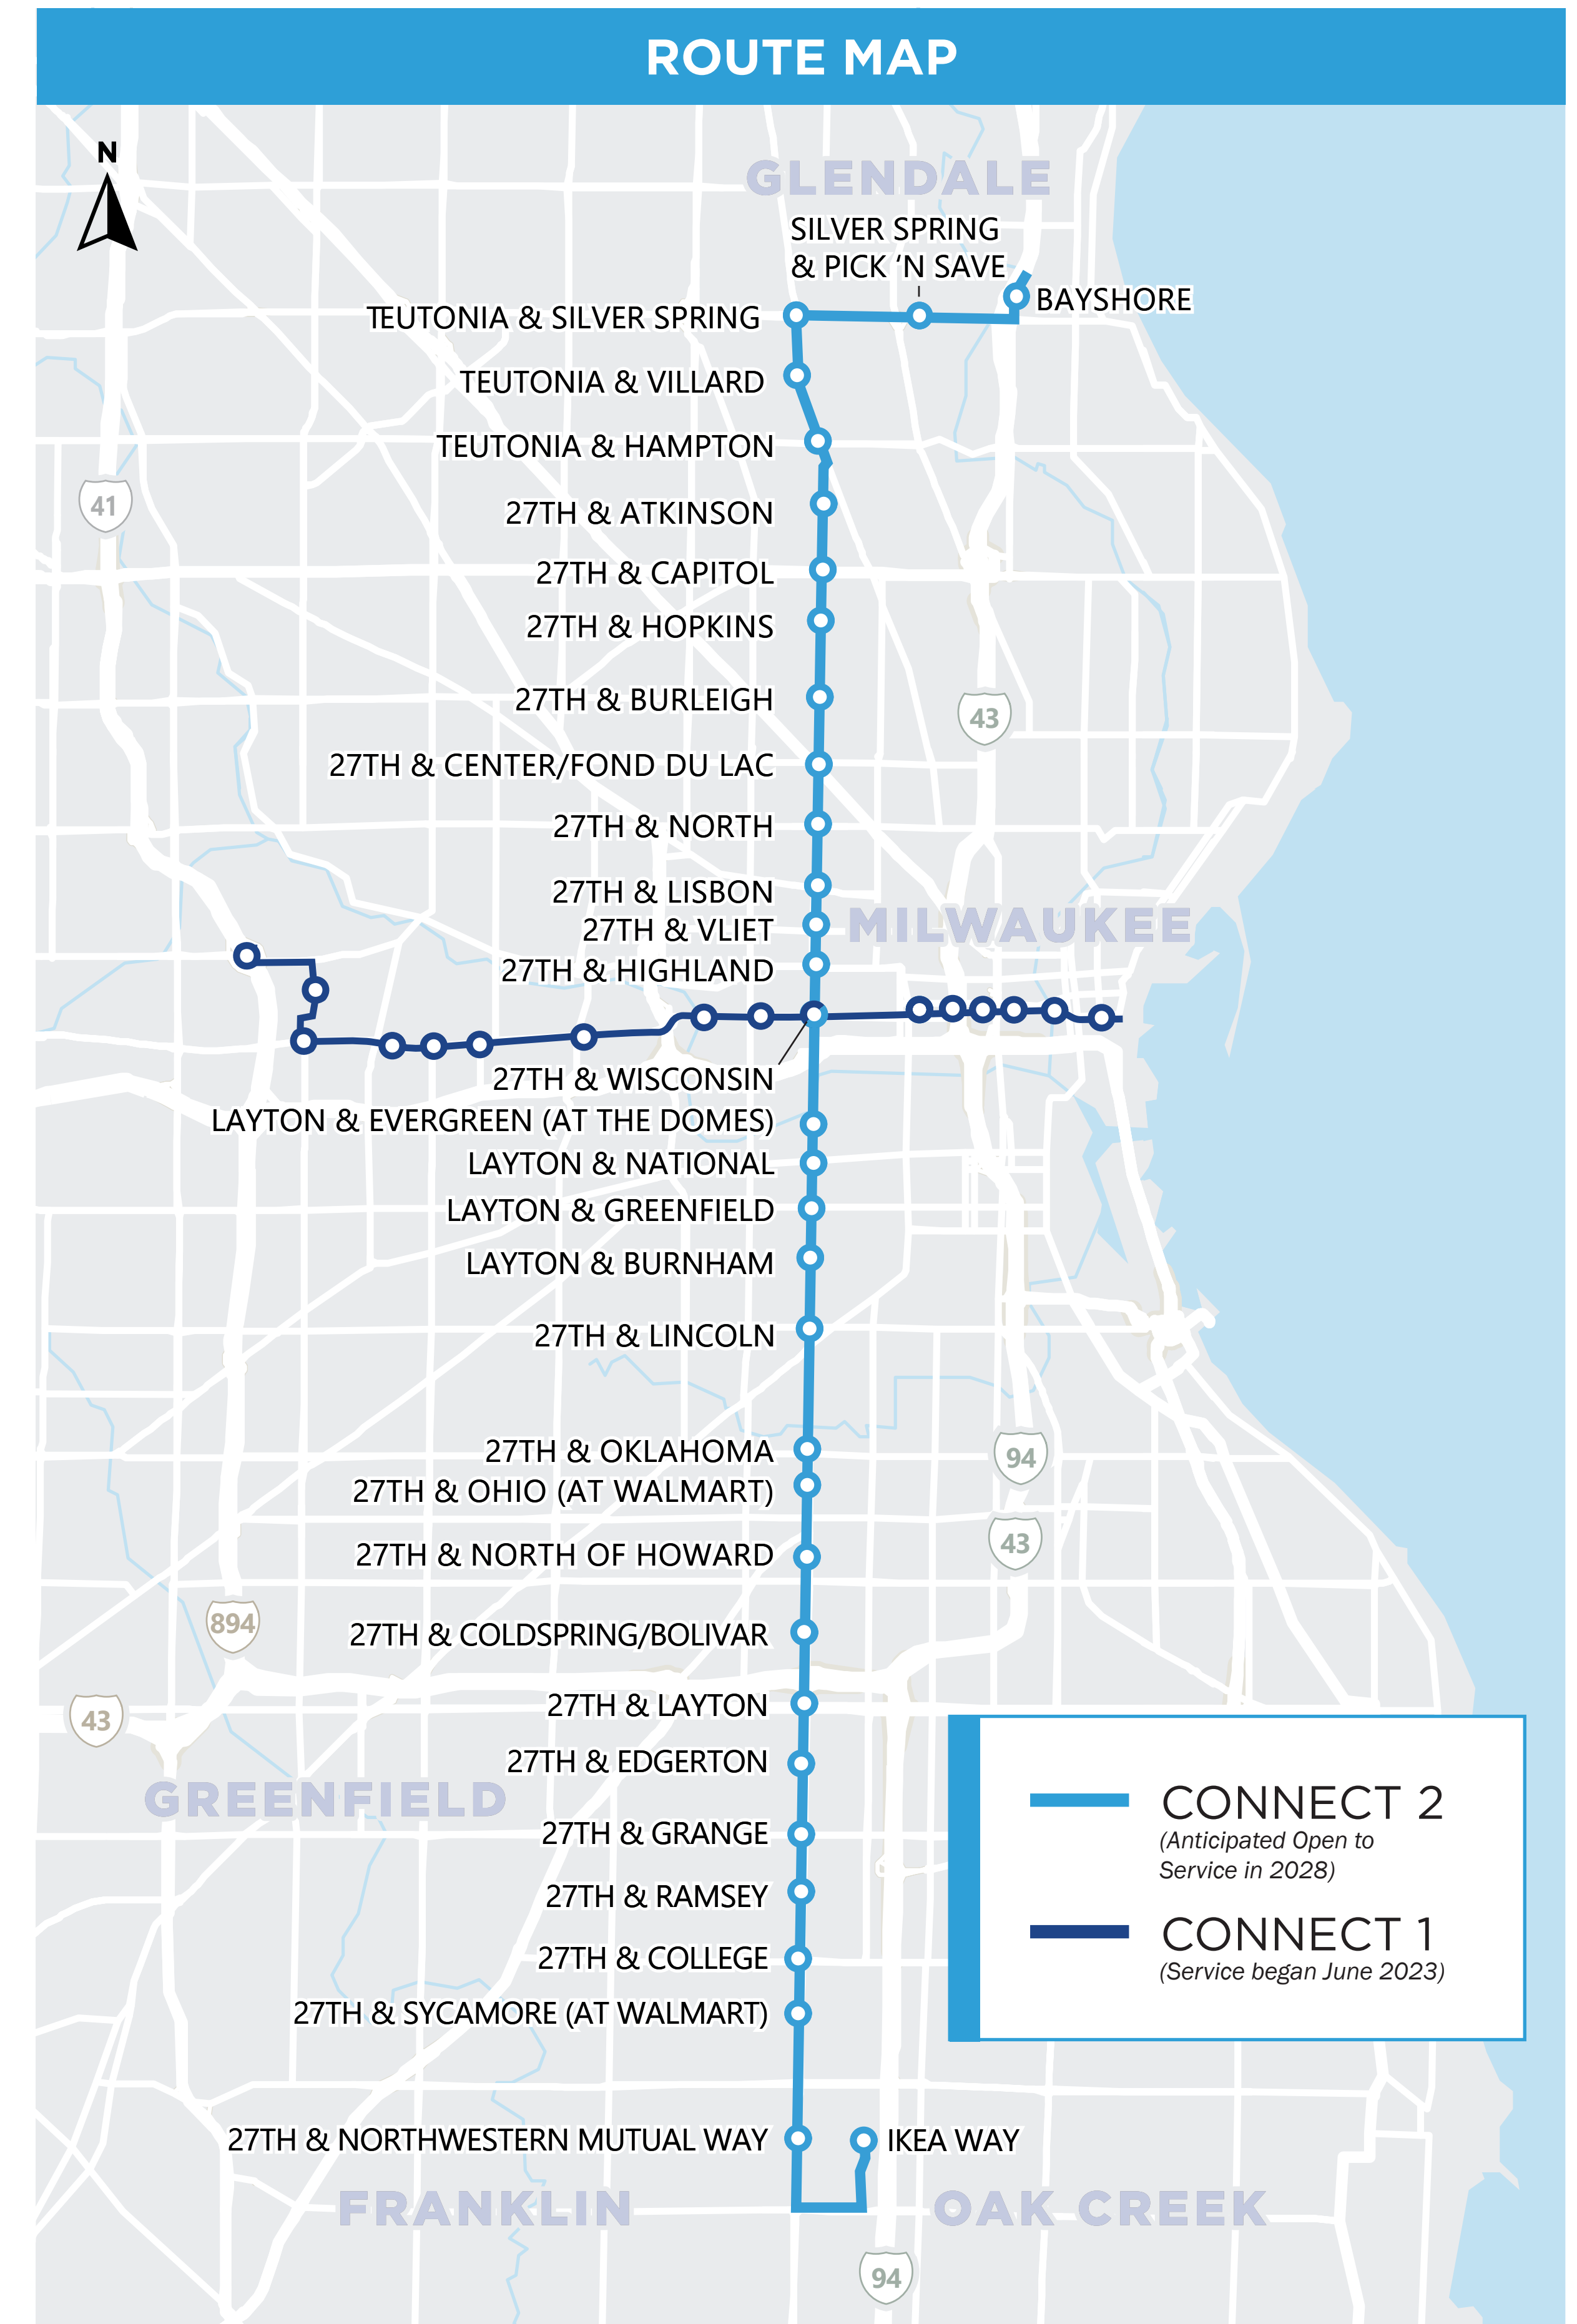 ROUTE MAP
N
GLENDALE
SILVER SPRING
& PICK ‘N SAVE
BAYSHORE
TEUTONIA & SILVER SPRING
TEUTONIA & VILLARD
TEUTONIA & HAMPTON
41
27TH & ATKINSON
27TH & CAPITOL
27TH & HOPKINS
27TH & BURLEIGH
43
27TH & CENTER/FOND DU LAC
27TH & NORTH
27TH & LISBON
MILWAUKEE
27TH & VLIET
27TH & HIGHLAND
27TH & WISCONSIN
LAYTON & EVERGREEN (AT THE DOMES)
LAYTON & NATIONAL
LAYTON & GREENFIELD
LAYTON & BURNHAM
27TH & LINCOLN
27TH & OKLAHOMA
94
27TH & OHIO (AT WALMART)
43
27TH & NORTH OF HOWARD
894
27TH & COLDSPRING/BOLIVAR
27TH & LAYTON
43
27TH & EDGERTON
GREENFIELD
27TH & GRANGE
27TH & RAMSEY
27TH & COLLEGE
27TH & SYCAMORE (AT WALMART)
CONNECT 2
(Anticipated Open to
Service in 2028)
CONNECT 1
(Service began June 2023)
27TH & NORTHWESTERN MUTUAL WAY
IKEA WAY
FRANKLIN
OAK CREEK
94